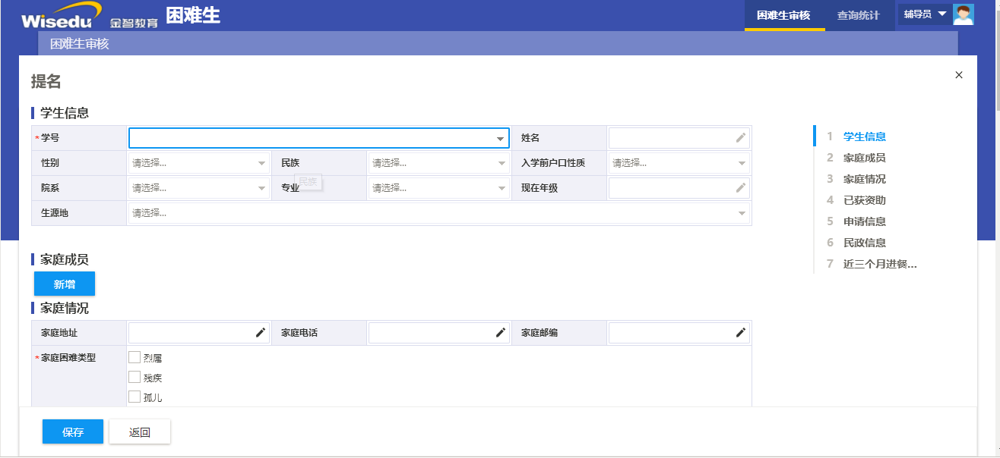 Wisedu 金智教育 困难生 困难生审核 查询统计 辅导员
困难生审核
提名
学生信息
*学号 姓名
性别 请选择... 民族 请选择... 入学前户口性质 请选择...
院系 请选择... 专业 民族 请选择... 现在年级
生源地 请选择...
1 学生信息
2 家庭成员
3 家庭情况
4 已获资助
5 申请信息
6 民政信息
7 近三个月进餐...
家庭成员
新增
家庭情况
家庭地址 家庭电话 家庭邮编
*家庭困难类型 烈属
残疾
孤儿
保存 返回